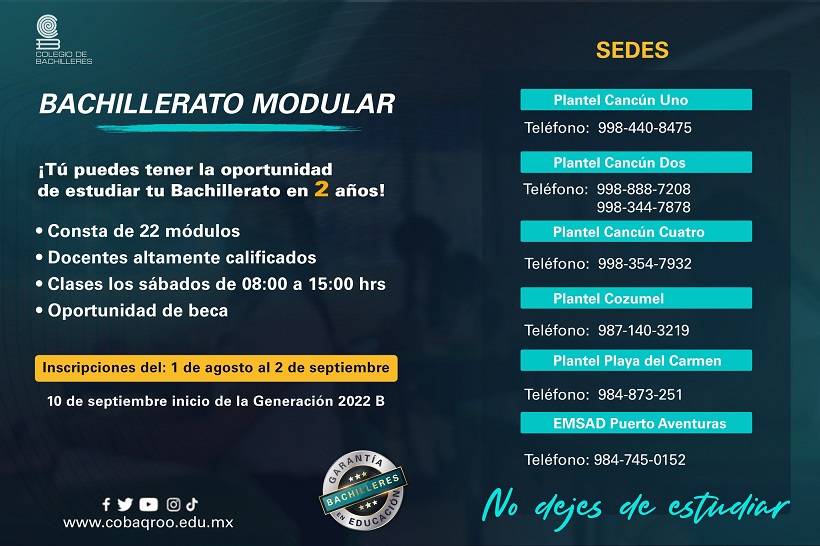 COLEGIO DE
BACHILLERES
BACHILLERATO MODULAR
¡Tú puedes tener la oportunidad
de estudiar tu Bachillerato en 2 años!
• Consta de 22 módulos
• Docentes altamente calificados
• Clases los sábados de 08:00 a 15:00 hrs
• Oportunidad de beca
Inscripciones del: 1 de agosto al 2 de septiembre
10 de septiembre inicio de la Generación 2022 B
GARANTÍA
BACHILLERES
EN EDUCACIÓN
www.cobaqroo.edu.mx
SEDES
Plantel Cancún Uno
Teléfono: 998-440-8475
Plantel Cancún Dos
Teléfono: 998-888-7208
998-344-7878
Plantel Cancún Cuatro
Teléfono: 998-354-7932
Plantel Cozumel
Teléfono: 987-140-3219
Plantel Playa del Carmen
Teléfono: 984-873-251
EMSAD Puerto Aventuras
Teléfono: 984-745-0152
No dejes de estudiar